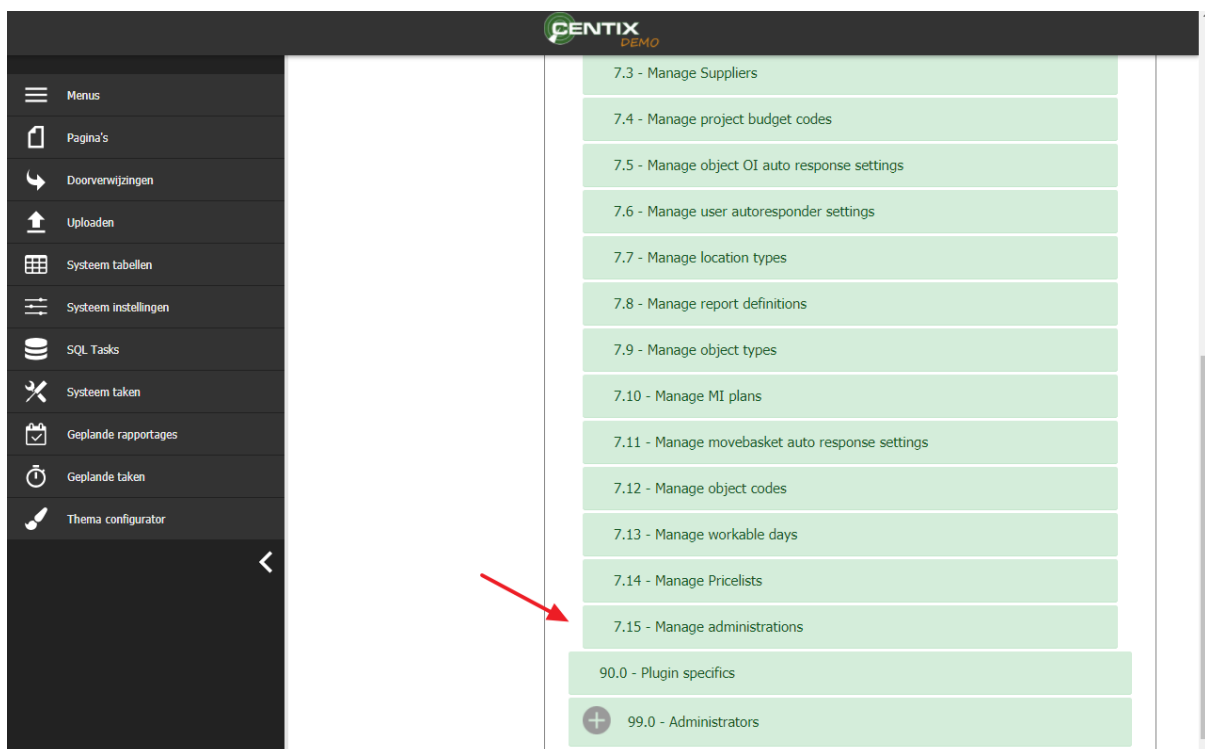 CENTIX
DEMO
Menus
Pagina's
Doorverwijzingen
Uploaden
Systeem tabellen
Systeem instellingen
SQL Tasks
Systeem taken
Geplande rapportages
Geplande taken
Thema configurator
7.3 - Manage Suppliers
7.4 - Manage project budget codes
7.5 - Manage object OI auto response settings
7.6 - Manage user autoresponder settings
7.7 - Manage location types
7.8 - Manage report definitions
7.9 - Manage object types
7.10 - Manage MI plans
7.11 - Manage movebasket auto response settings
7.12 - Manage object codes
7.13 - Manage workable days
7.14 - Manage Pricelists
7.15 - Manage administrations
90.0 - Plugin specifics
99.0 - Administrators